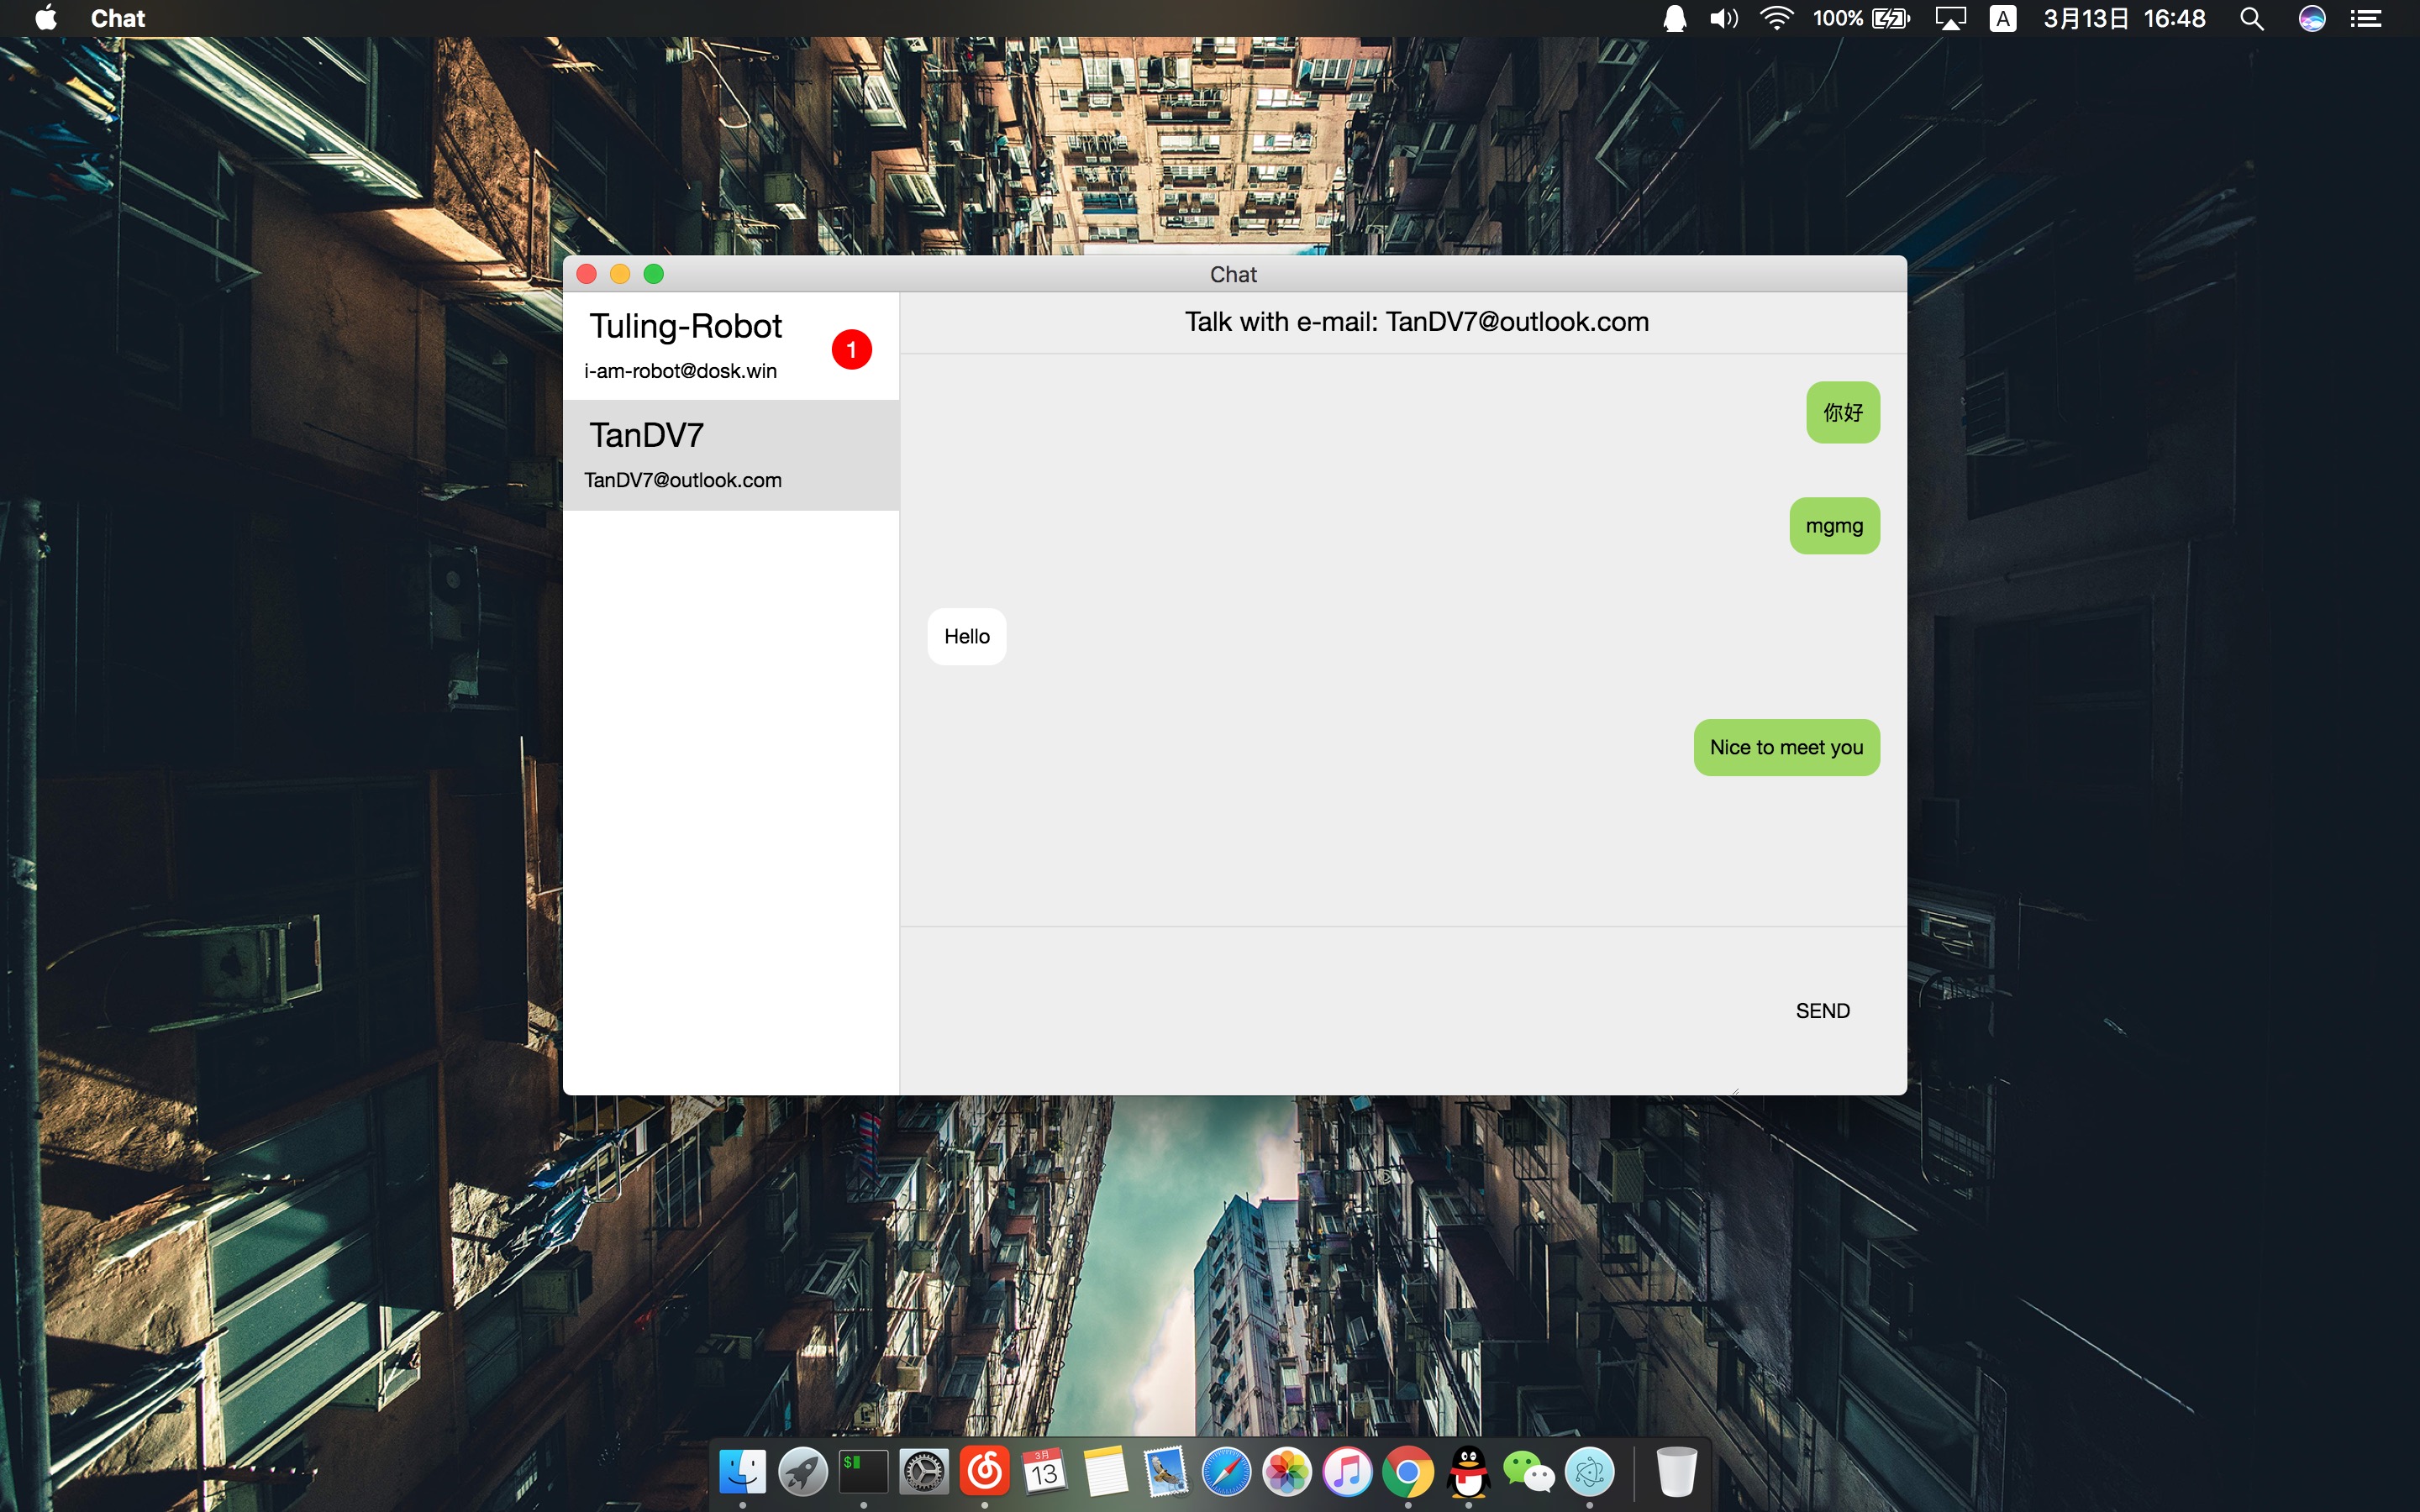 Chat
100%
A
3月13日 16:48
Chat
Tuling-Robot
i-am-robot@dosk.win
1
TanDV7
TanDV7@outlook.com
Talk with e-mail: TanDV7@outlook.com
你好
mgmg
Hello
Nice to meet you
SEND
$
3月
13